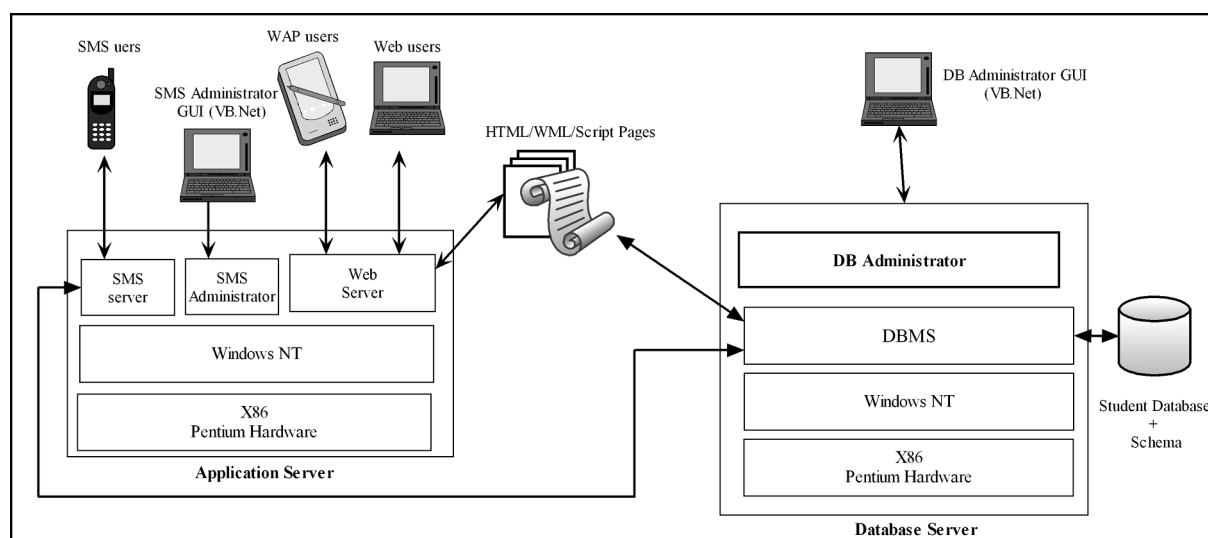 SMS uers
WAP users
Web users
SMS Administrator
GUI (VB.Net)
HTML/WML/Script Pages
DB Administrator GUI
(VB.Net)
SMS
server
SMS
Administrator
Web
Server
Windows NT
X86
Pentium Hardware
Application Server
DB Administrator
DBMS
Windows NT
X86
Pentium Hardware
Database Server
Student Database
+
Schema